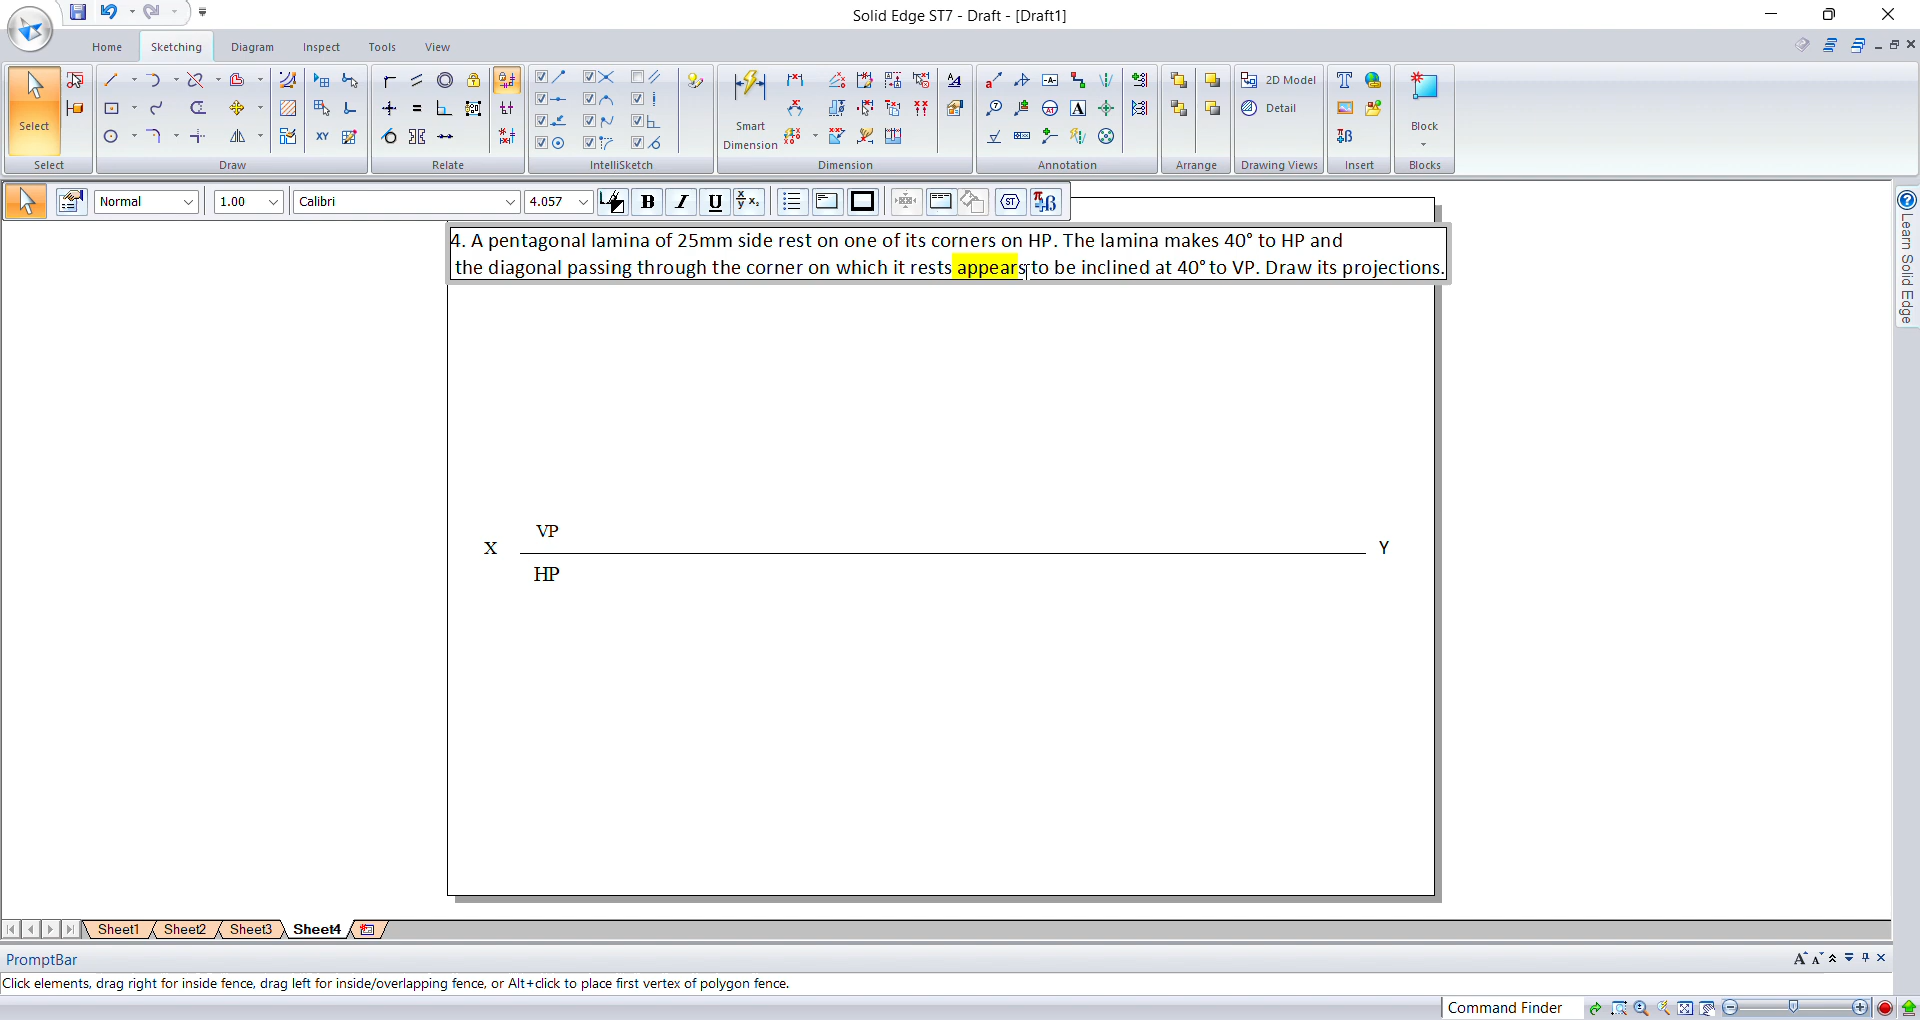 Solid Edge ST7 - Draft - [Draft1]
Home Sketching Diagram Inspect Tools View
Select
Smart
Dimension
2D Model
Detail
Block
Select Draw Relate IntelliSketch Dimension Annotation Arrange Drawing Views Insert Blocks
Normal 1.00 Calibri 4.057 B I U
4. A pentagonal lamina of 25mm side rest on one of its corners on HP. The lamina makes 40° to HP and
the diagonal passing through the corner on which it rests appears to be inclined at 40° to VP. Draw its projections.
Learn Solid Edge
VP
X Y
HP
Sheet1 Sheet2 Sheet3 Sheet4
PromptBar
Click elements, drag right for inside fence, drag left for inside/overlapping fence, or Alt+click to place first vertex of polygon fence.
Command Finder